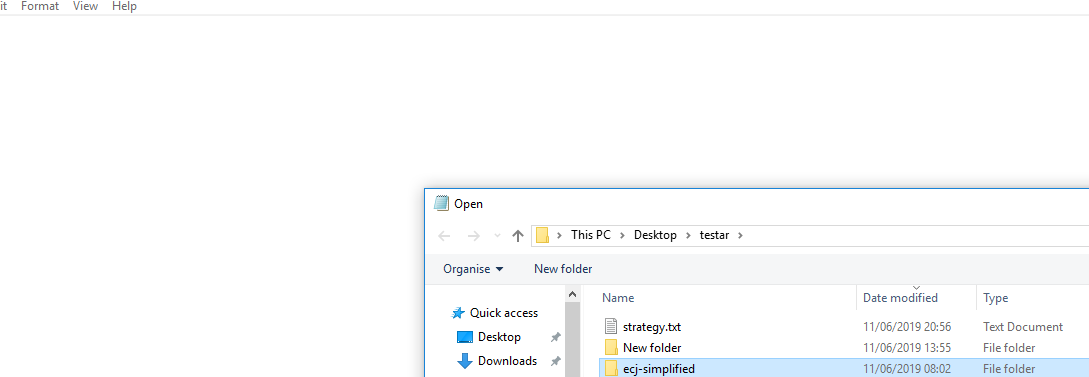 it Format View Help
Open
This PC Desktop testar
Organise New folder
Name Date modified Type
Quick access
strategy.txt 11/06/2019 20:56 Text Document
Desktop
New folder 11/06/2019 13:55 File folder
Downloads
ecj-simplified 11/06/2019 08:02 File folder